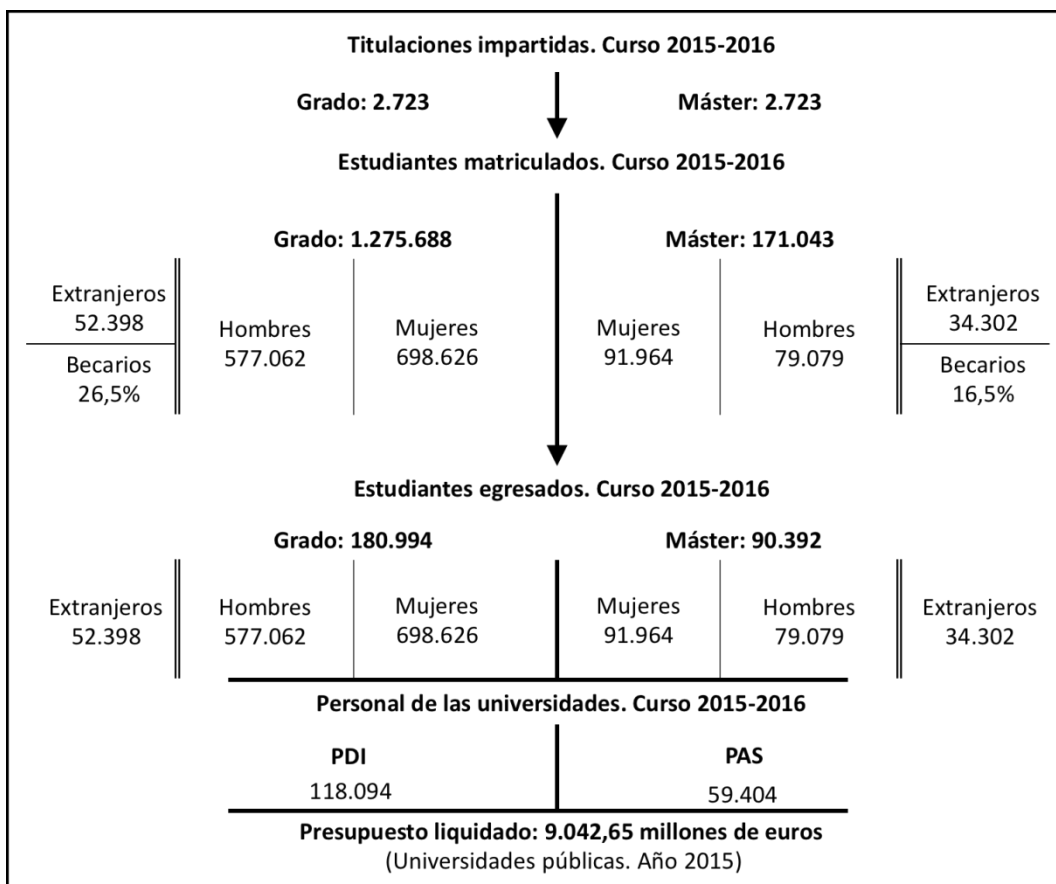 Titulaciones impartidas. Curso 2015-2016
Grado: 2.723 Máster: 2.723
Estudiantes matriculados. Curso 2015-2016
Grado: 1.275.688 Máster: 171.043
Extranjeros
52.398
Becarios
26,5%
Hombres
577.062
Mujeres
698.626
Mujeres
91.964
Hombres
79.079
Extranjeros
34.302
Becarios
16,5%
Estudiantes egresados. Curso 2015-2016
Grado: 180.994 Máster: 90.392
Extranjeros
52.398
Hombres
577.062
Mujeres
698.626
Mujeres
91.964
Hombres
79.079
Extranjeros
34.302
Personal de las universidades. Curso 2015-2016
PDI
118.094
PAS
59.404
Presupuesto liquidado: 9.042,65 millones de euros
(Universidades públicas. Año 2015)